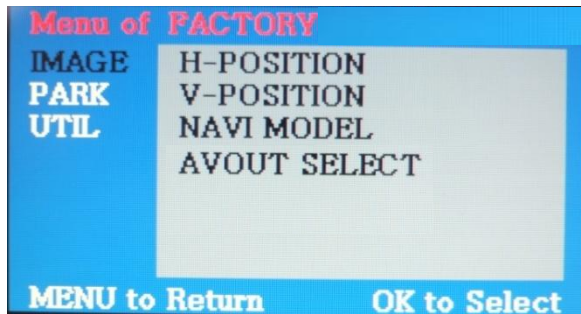 Menu of FACTORY
IMAGE H-POSITION
PARK V-POSITION
UTIL NAVI MODEL
AVOUT SELECT
MENU to Return OK to Select